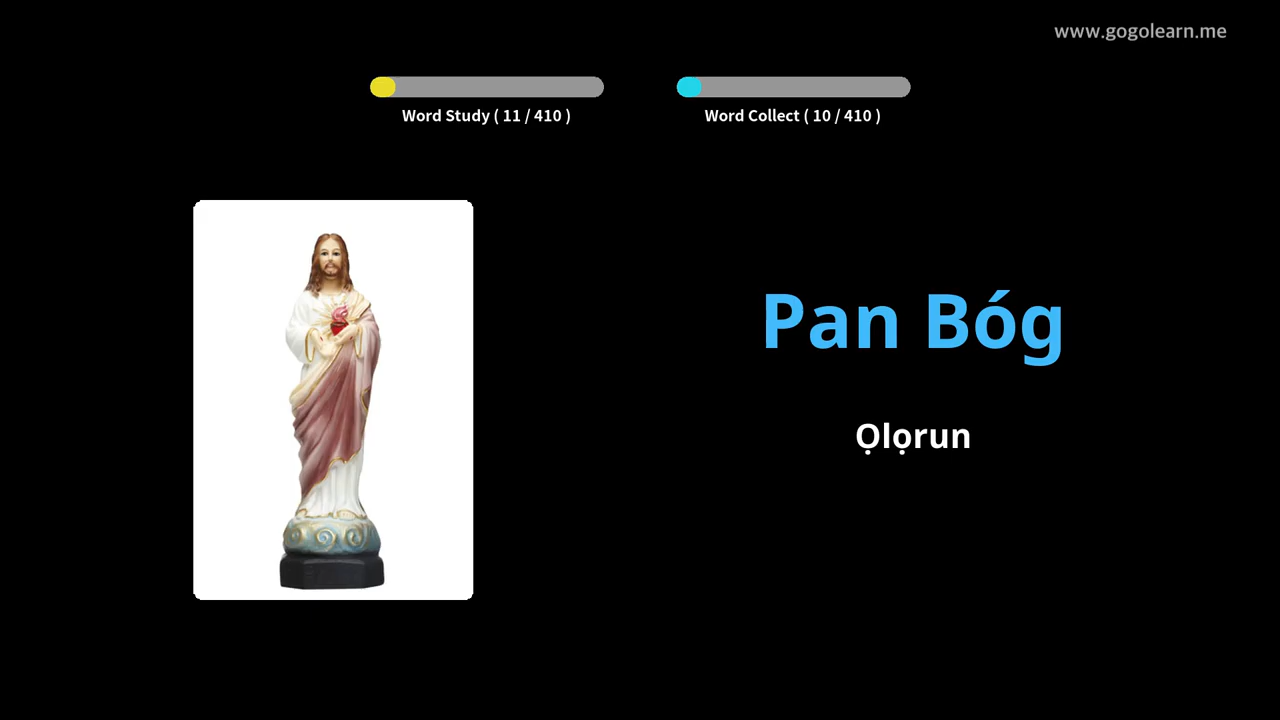 www.gogolearn.me
Word Study ( 11 / 410 )
Word Collect ( 10 / 410 )
Pan Bóg
Ọlọrun